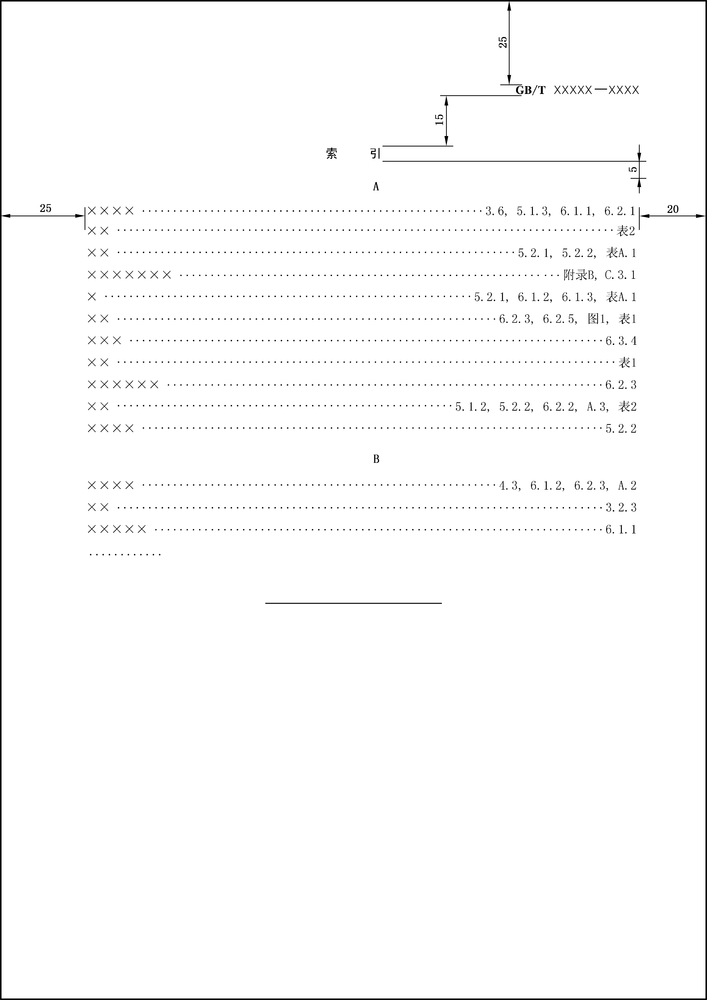 25
GB/T XXXXX—XXXX
15
索 引
5
A
25
20
×××× ······················································3.6, 5.1.3, 6.1.1, 6.2.1
×× ················································································表2
×× ································································5.2.1, 5.2.2, 表A.1
××××××× ·····························································附录B, C.3.1
× ···························································5.2.1, 6.1.2, 6.1.3, 表A.1
×× ·····························································6.2.3, 6.2.5, 图1, 表1
××× ············································································6.3.4
×× ················································································表1
×××××× ······································································6.2.3
×× ······················································5.1.2, 5.2.2, 6.2.2, A.3, 表2
×××× ··········································································5.2.2
B
×××× ·························································4.3, 6.1.2, 6.2.3, A.2
×× ··············································································3.2.3
××××× ········································································6.1.1
············